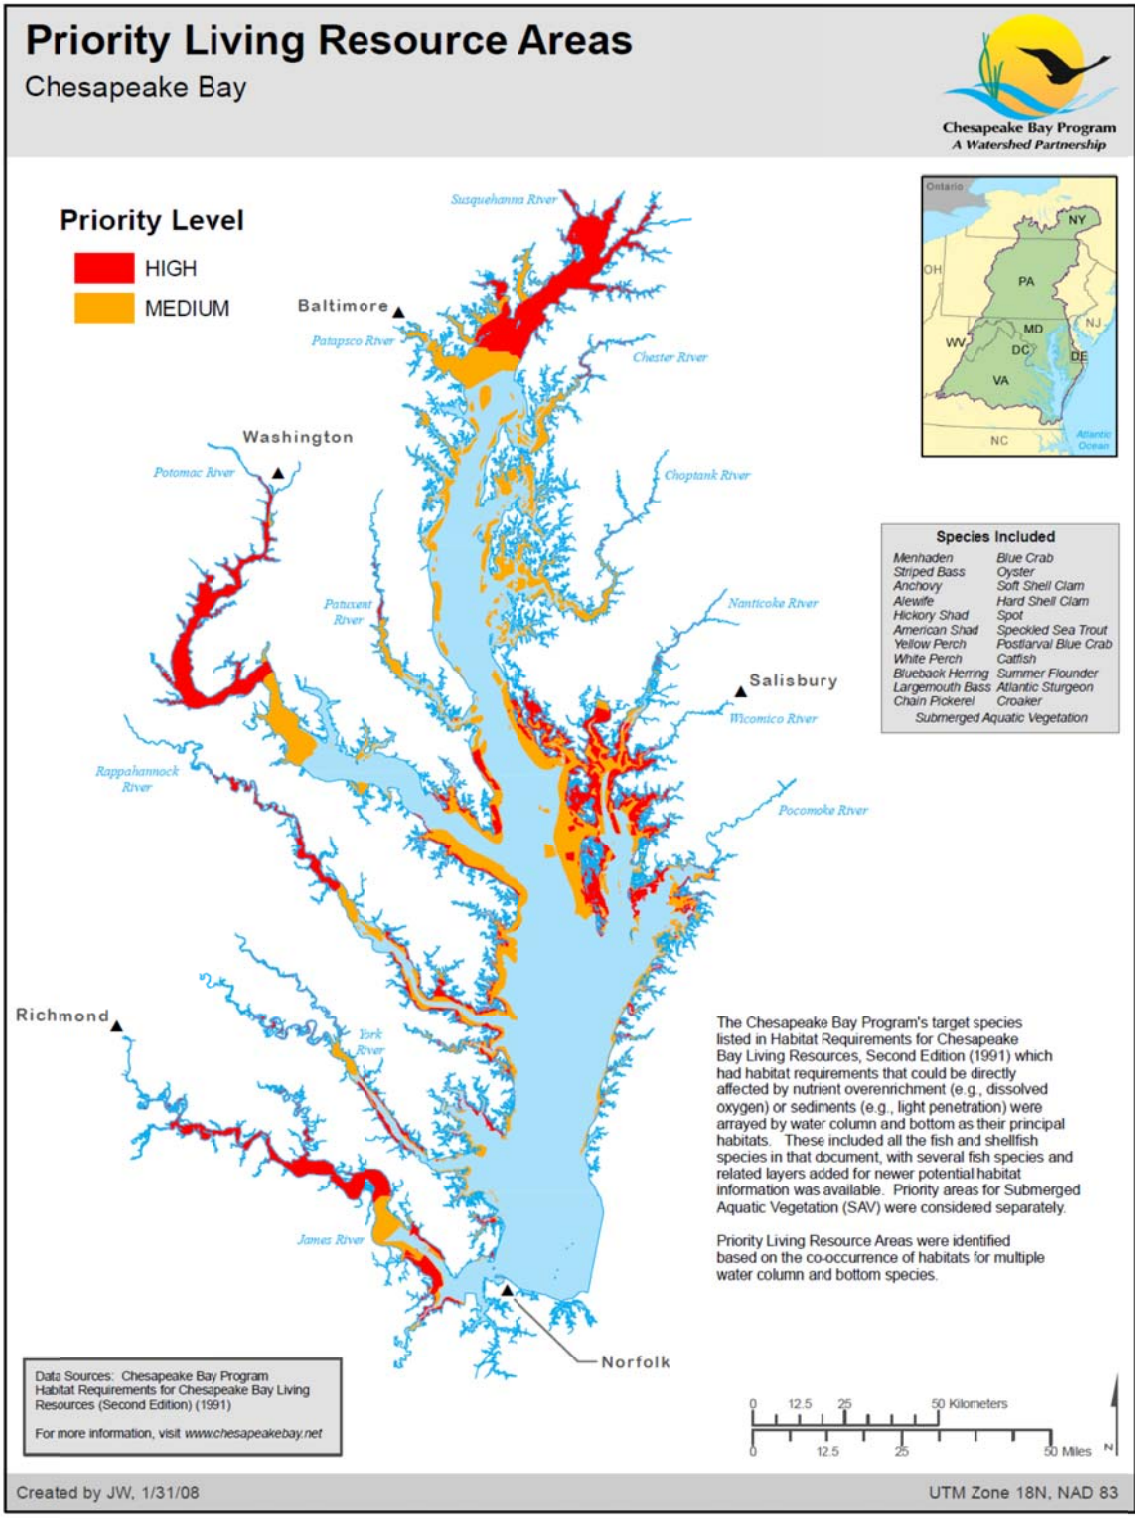 Priority Living Resource Areas
Chesapeake Bay
Chesapeake Bay Program
A Watershed Partnership
Priority Level
HIGH
MEDIUM
Susquehanna River
Baltimore
Patapsco River
Chester River
Washington
Potomac River
Choptank River
Patuxent
River
Nanticoke River
Salisbury
Wicomico River
Rappahannock
River
Pocomoke River
Richmond
York
River
James River
Norfolk
Ontario
NY
OH
PA
NJ
MD
WV
DC
DE
VA
NC
Atlantic
Ocean
Species Included
Menhaden Blue Crab
Striped Bass Oyster
Anchovy Soft Shell Clam
Alewife Hard Shell Clam
Hickory Shad Spot
American Shad Speckled Sea Trout
Yellow Perch Postlarval Blue Crab
White Perch Catfish
Blueback Herring Summer Flounder
Largemouth Bass Atlantic Sturgeon
Chain Pickerel Croaker
Submerged Aquatic Vegetation
The Chesapeake Bay Program's target species
listed in Habitat Requirements for Chesapeake
Bay Living Resources, Second Edition (1991) which
had habitat requirements that could be directly
affected by nutrient overenrichment (e.g., dissolved
oxygen) or sediments (e.g., light penetration) were
arrayed by water column and bottom as their principal
habitats. These included all the fish and shellfish
species in that document, with several fish species and
related layers added for newer potential habitat
information was available. Priority areas for Submerged
Aquatic Vegetation (SAV) were considered separately.
Priority Living Resource Areas were identified
based on the co-occurrence of habitats for multiple
water column and bottom species.
Data Sources: Chesapeake Bay Program
Habitat Requirements for Chesapeake Bay Living
Resources (Second Edition) (1991)
For more information, visit www.chesapeakebay.net
0 12.5 25 50 Kilometers
0 12.5 25 50 Miles
N
Created by JW, 1/31/08
UTM Zone 18N, NAD 83